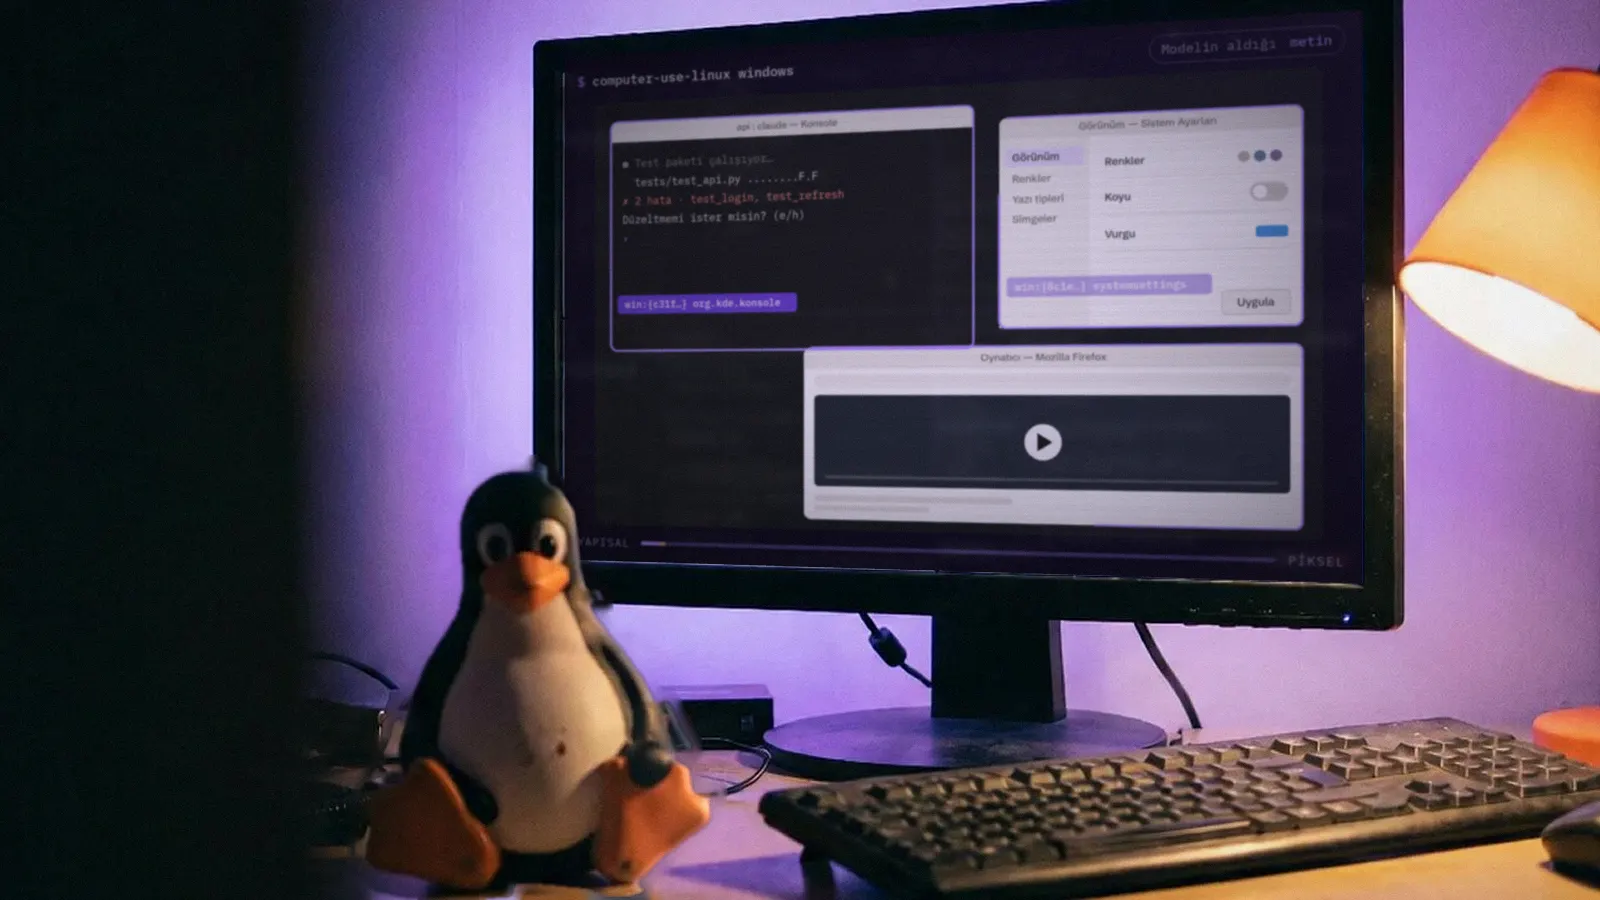 $ computer-use-linux windows
Modelin aldığı metin
api : claude — Konsole
● Test paketi çalışıyor…
tests/test_api.py ........F.F
✗ 2 hata · test_login, test_refresh
Düzeltmemi ister misin? (e/h)
win:{c31f…} org.kde.konsole
Görünüm — Sistem Ayarları
Görünüm
Renkler
Yazı tipleri
Simgeler
Renkler
Koyu
Vurgu
win:{8c1e…} systemsettings
Uygula
Oynatıcı — Mozilla Firefox
YAPISAL
PİKSEL